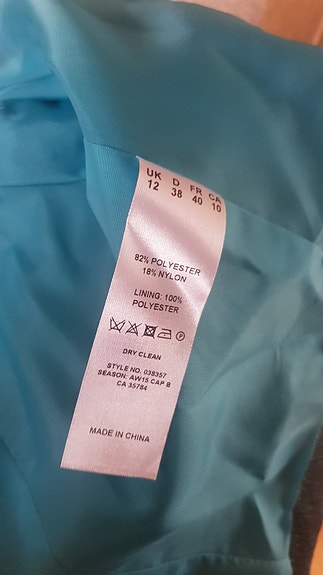 UK D FR CA
12 38 40 10
82% POLYESTER
18% NYLON
LINING: 100%
POLYESTER
P
DRY CLEAN
STYLE NO. 038357
SEASON: AW15 CAP B
CA 35784
MADE IN CHINA